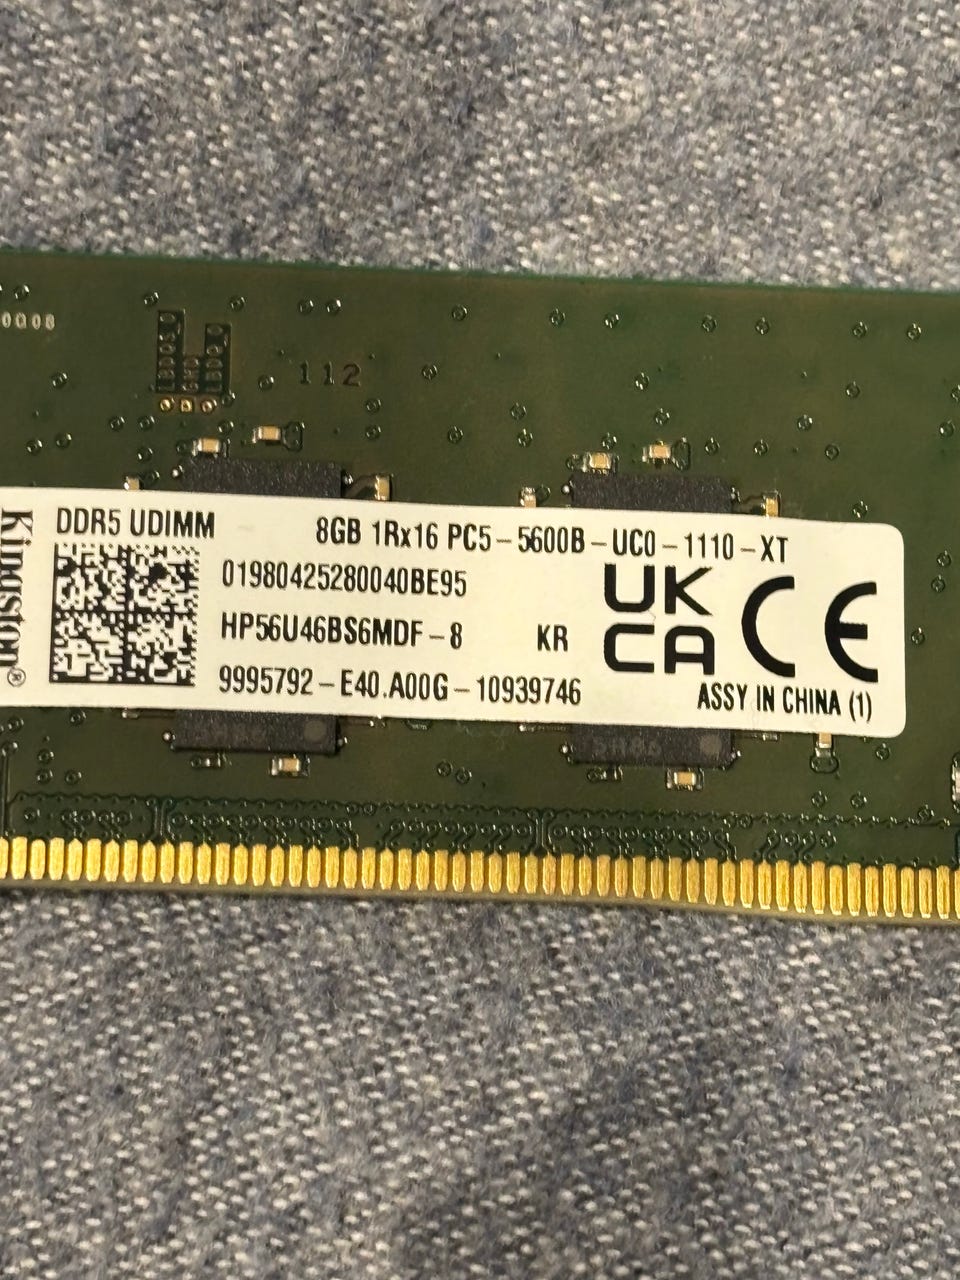 112
Kingston®
DDR5 UDIMM
8GB 1Rx16 PC5-5600B-UC0-1110-XT
01980425280040BE95
HP56U46BS6MDF-8 KR
9995792-E40.A00G-10939746
UK
CA
CE
ASSY IN CHINA (1)